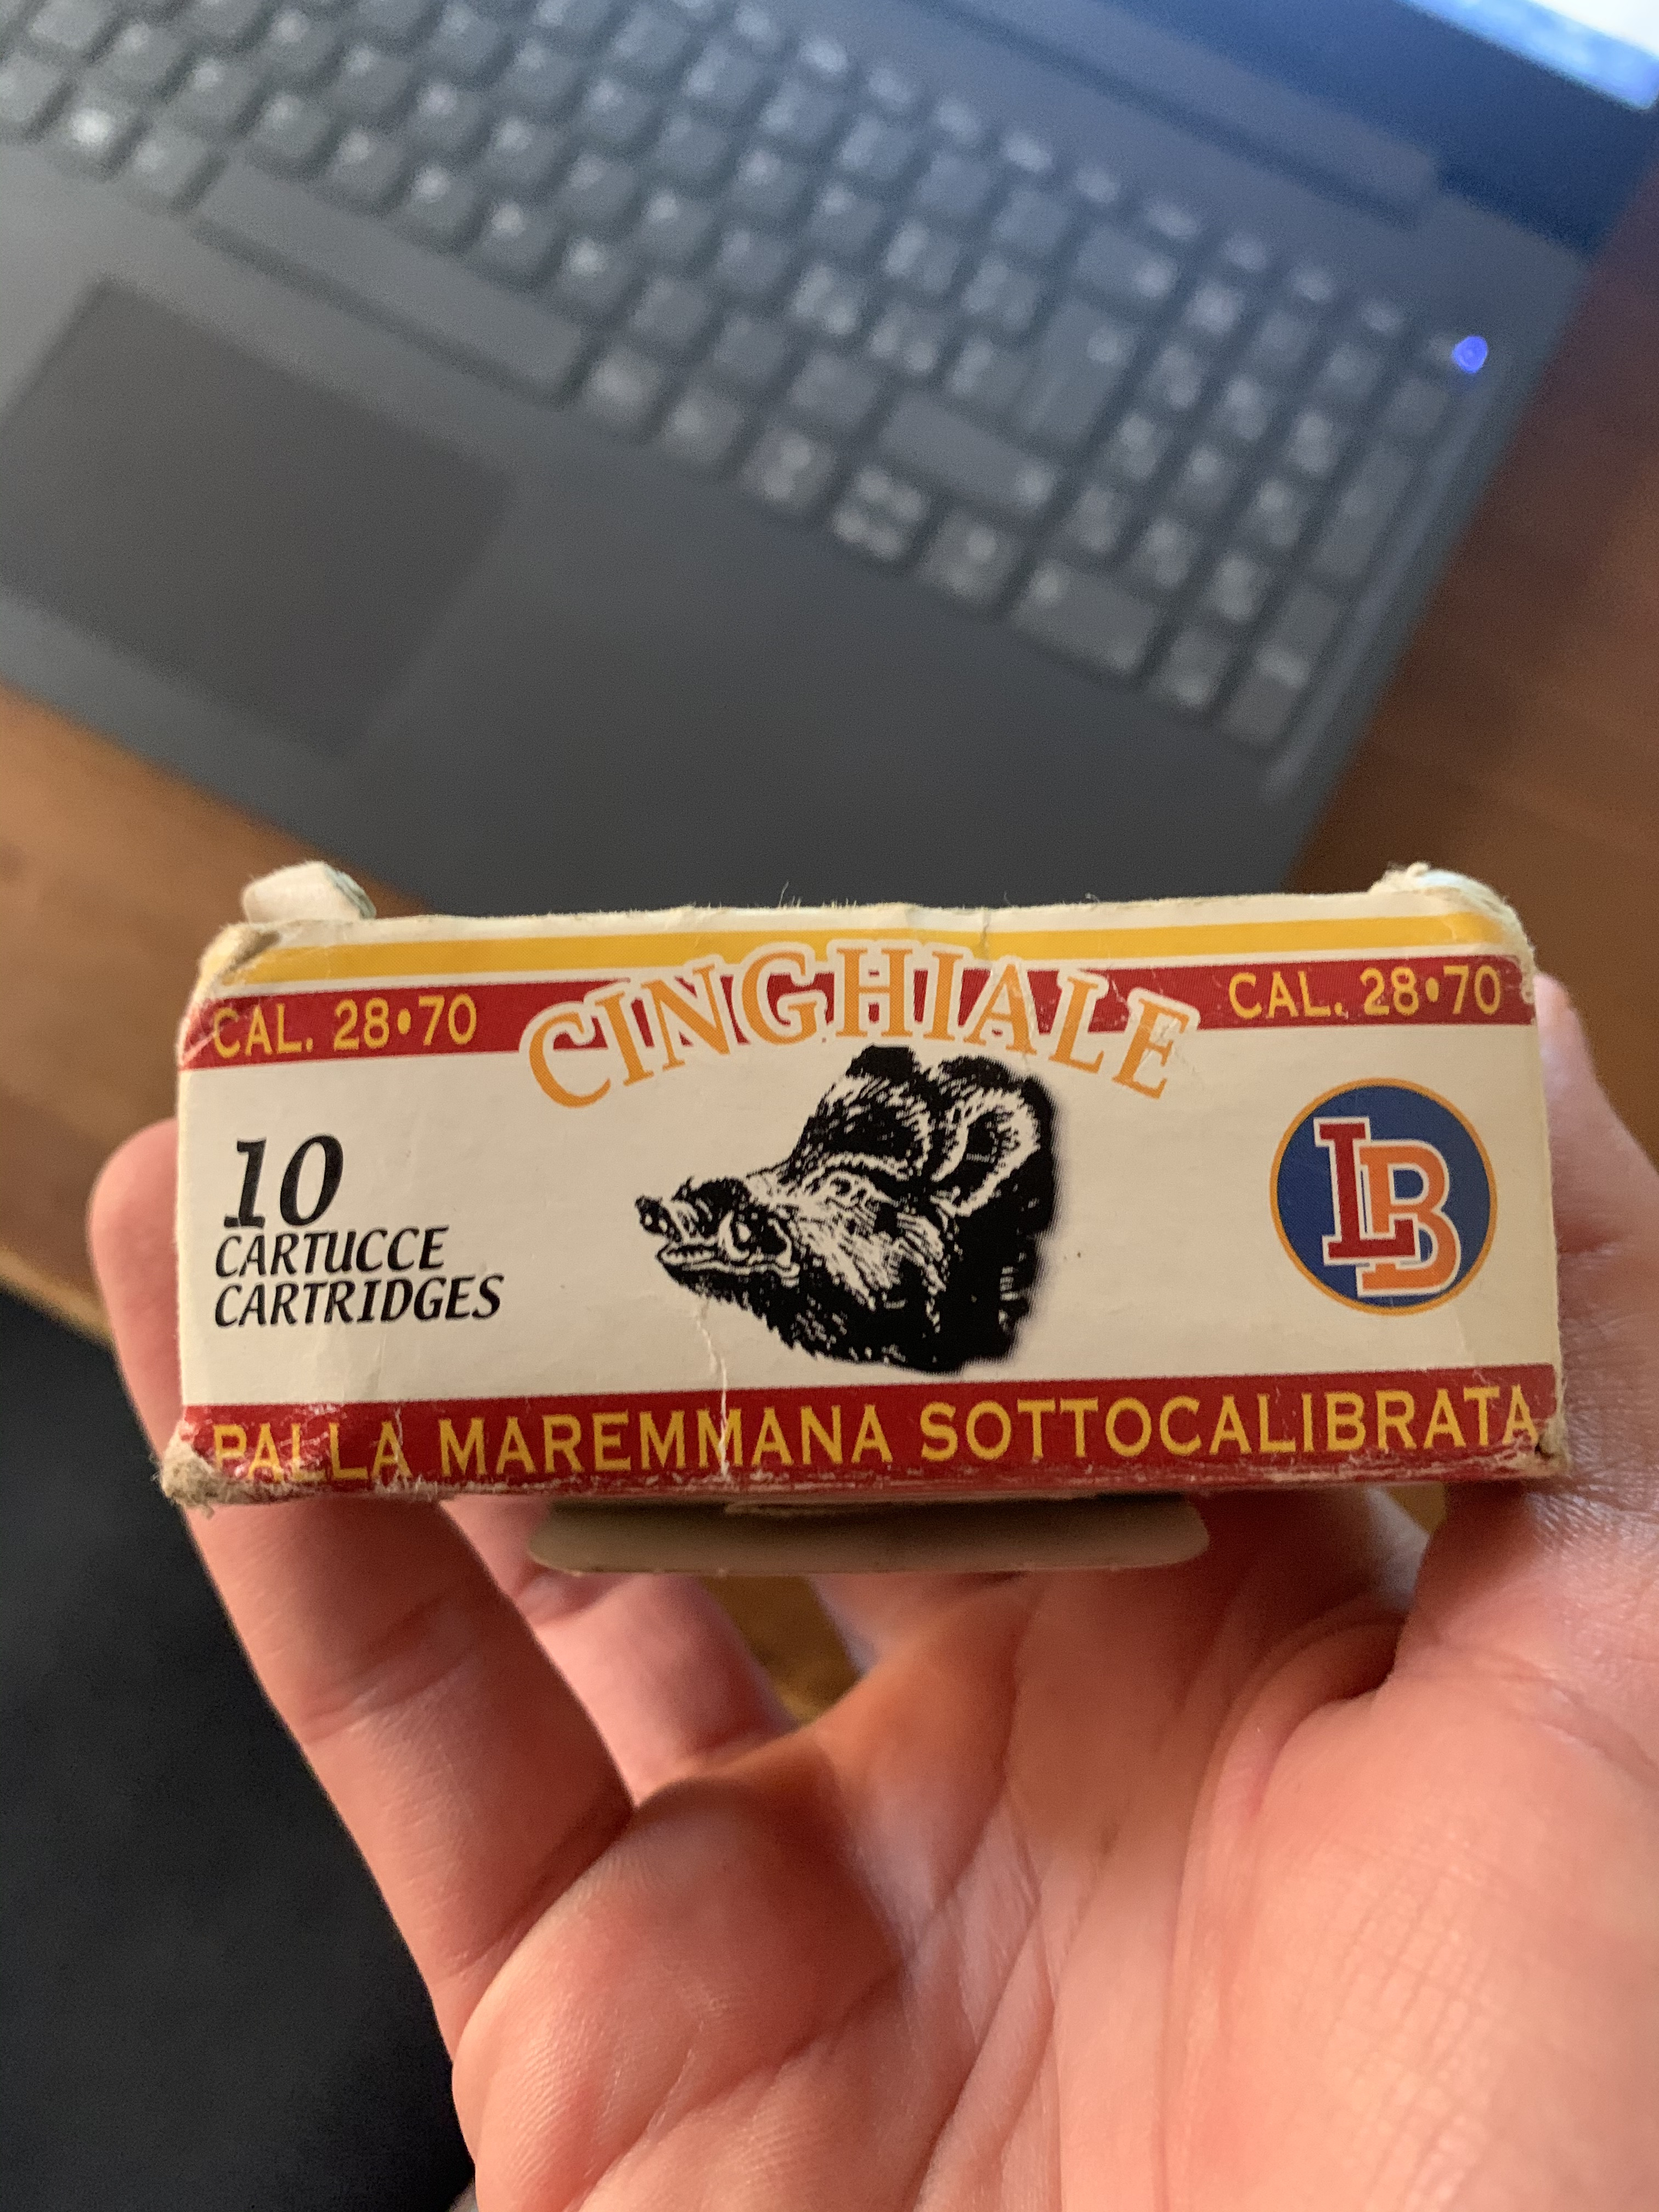 CINGHIALE
CAL. 28•70
CAL. 28•70
10
CARTUCCE
CARTRIDGES
LB
PALLA MAREMMANA SOTTOCALIBRATA